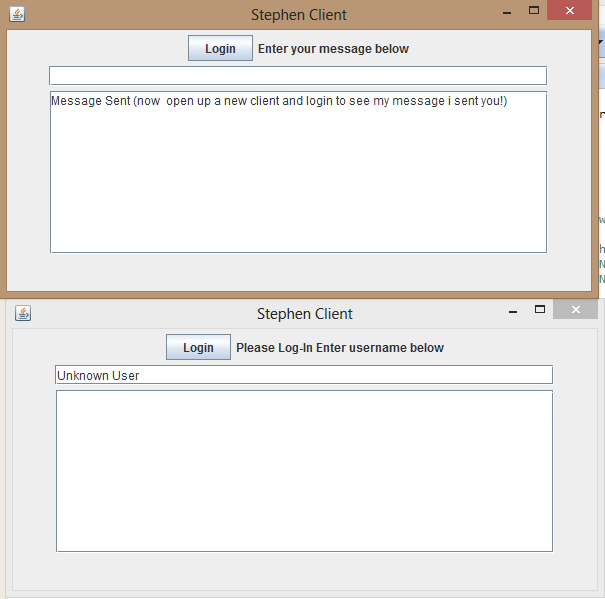 Stephen Client
Login Enter your message below
Message Sent (now  open up a new client and login to see my message i sent you!)
Stephen Client
Login Please Log-In Enter username below
Unknown User